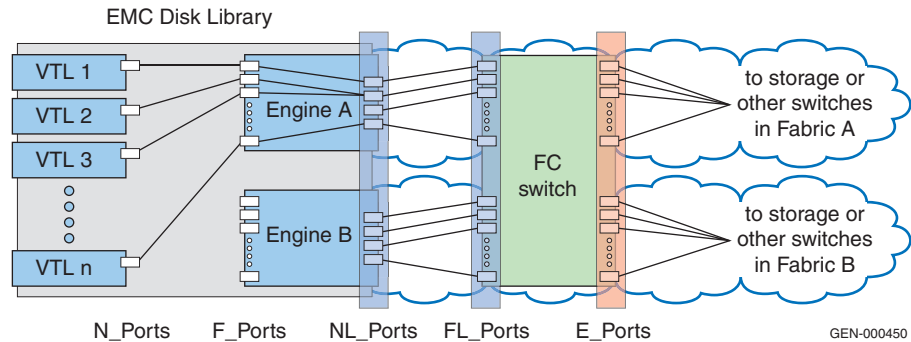 EMC Disk Library
VTL 1
VTL 2
VTL 3
VTL n
Engine A
Engine B
FC
switch
to storage or
other switches
in Fabric A
to storage or
other switches
in Fabric B
N_Ports
F_Ports
NL_Ports
FL_Ports
E_Ports
GEN-000450